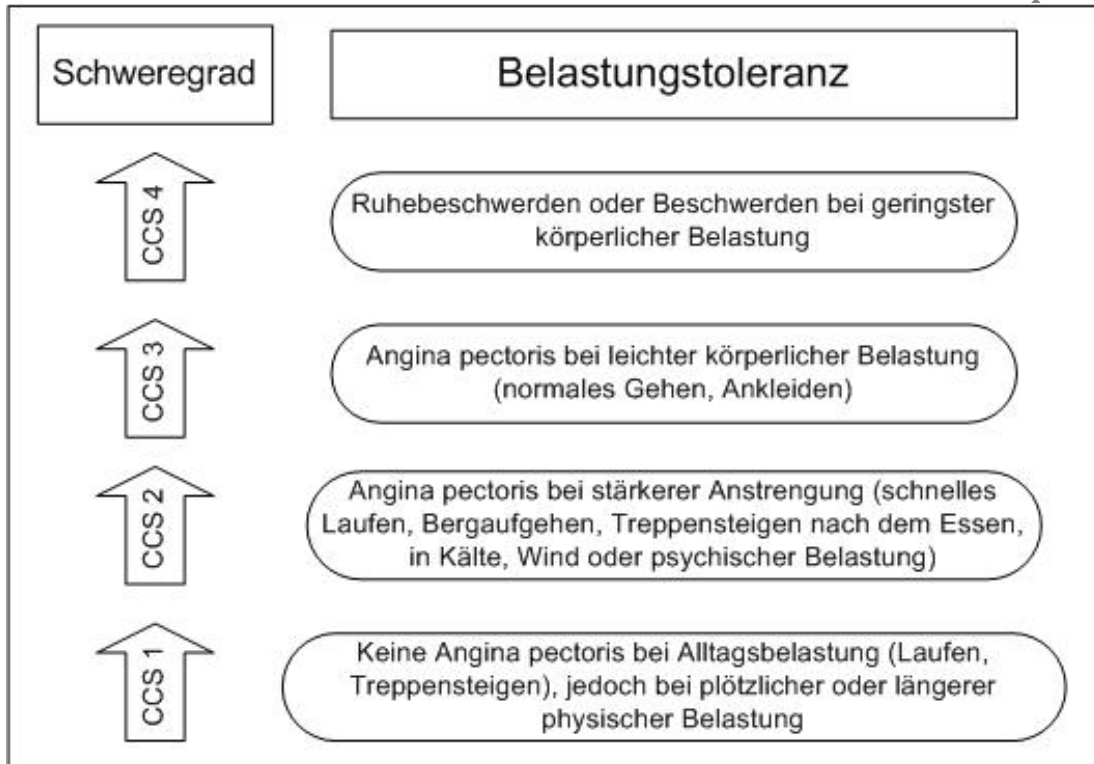 Schweregrad
Belastungstoleranz
CCS 4
Ruhebeschwerden oder Beschwerden bei geringster
körperlicher Belastung
CCS 3
Angina pectoris bei leichter körperlicher Belastung
(normales Gehen, Ankleiden)
CCS 2
Angina pectoris bei stärkerer Anstrengung (schnelles
Laufen, Bergaufgehen, Treppensteigen nach dem Essen,
in Kälte, Wind oder psychischer Belastung)
CCS 1
Keine Angina pectoris bei Alltagsbelastung (Laufen,
Treppensteigen), jedoch bei plötzlicher oder längerer
physischer Belastung